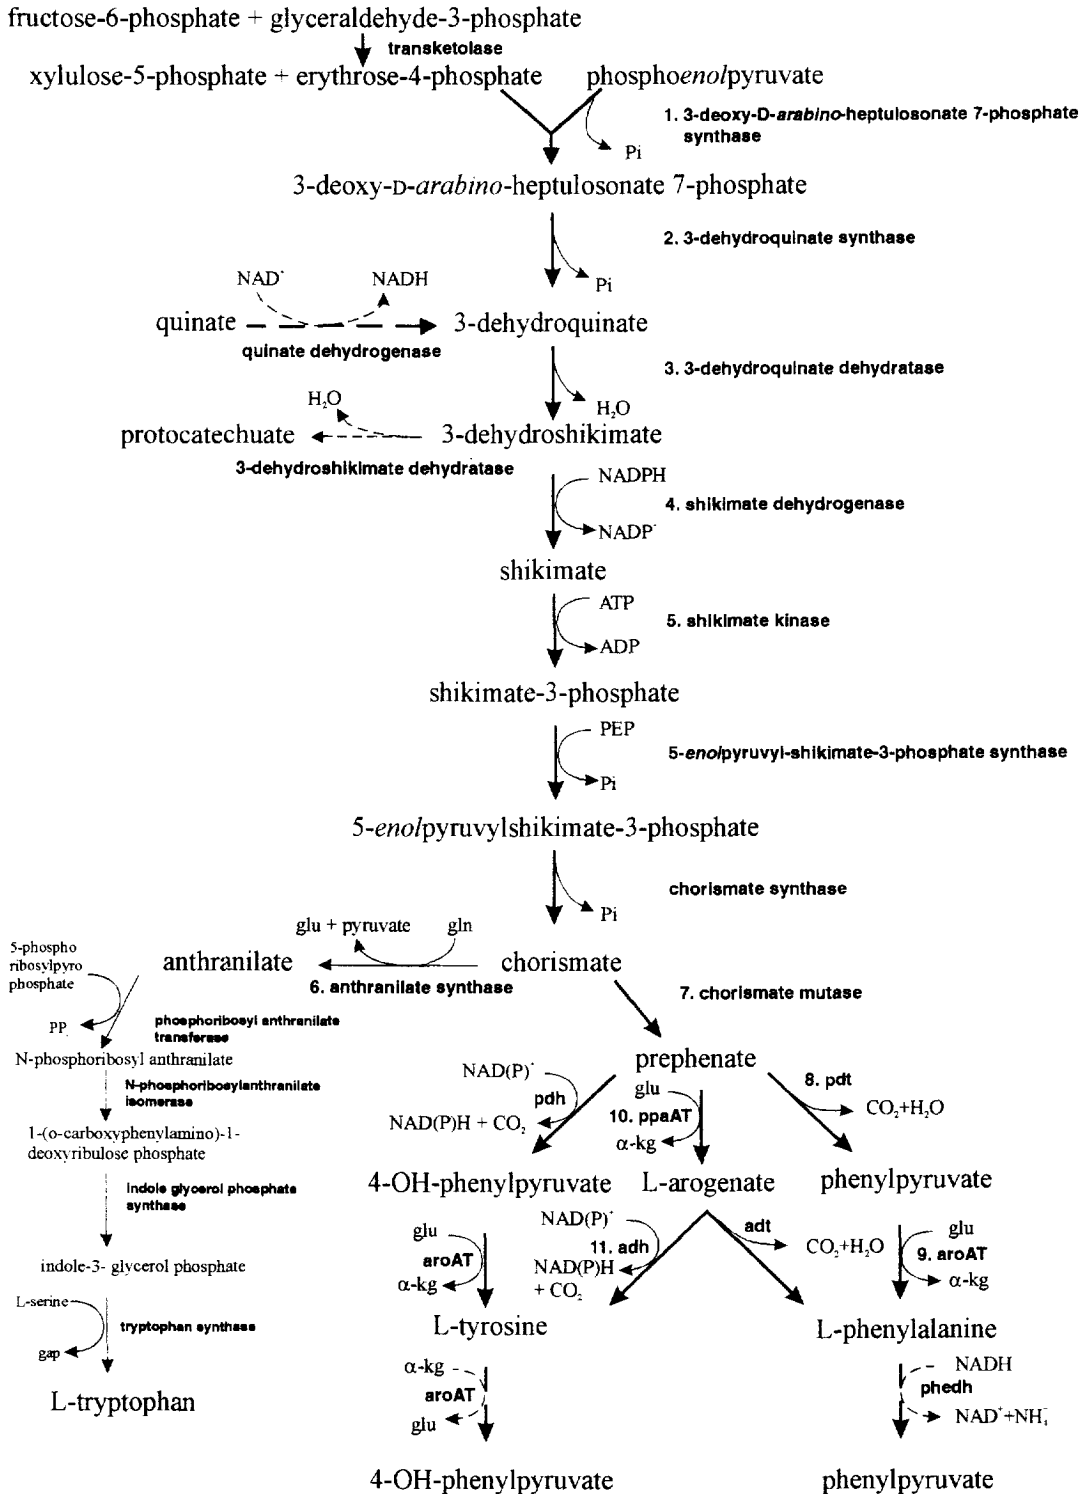 fructose-6-phosphate + glyceraldehyde-3-phosphate
transketolase
xylulose-5-phosphate + erythrose-4-phosphate
phosphoenolpyruvate
1. 3-deoxy-D-arabino-heptulosonate 7-phosphate
synthase
Pi
3-deoxy-D-arabino-heptulosonate 7-phosphate
2. 3-dehydroquinate synthase
Pi
NAD⁺
NADH
quinate
3-dehydroquinate
quinate dehydrogenase
3. 3-dehydroquinate dehydratase
H₂O
H₂O
protocatechuate
3-dehydroshikimate
3-dehydroshikimate dehydratase
NADPH
4. shikimate dehydrogenase
NADP⁺
shikimate
ATP
5. shikimate kinase
ADP
shikimate-3-phosphate
PEP
5-enolpyruvyl-shikimate-3-phosphate synthase
Pi
5-enolpyruvylshikimate-3-phosphate
chorismate synthase
Pi
glu + pyruvate
gln
5-phospho
ribosylpyro
phosphate
anthranilate
chorismate
6. anthranilate synthase
7. chorismate mutase
PP
phosphoribosyl anthranilate
transferase
N-phosphoribosyl anthranilate
prephenate
N-phosphoribosylanthranilate
isomerase
NAD(P)⁺
pdh
NAD(P)H + CO₂
glu
10. ppaAT
α-kg
8. pdt
CO₂+H₂O
1-(o-carboxyphenylamino)-1-
deoxyribulose phosphate
4-OH-phenylpyruvate
L-arogenate
phenylpyruvate
indole glycerol phosphate
synthase
glu
aroAT
α-kg
NAD(P)⁺
11. adh
NAD(P)H
+ CO₂
adt
CO₂+H₂O
glu
9. aroAT
α-kg
indole-3- glycerol phosphate
L-serine
tryptophan synthase
gap
L-tyrosine
L-phenylalanine
α-kg
aroAT
glu
NADH
phedh
NAD⁺+NH₄⁺
L-tryptophan
4-OH-phenylpyruvate
phenylpyruvate